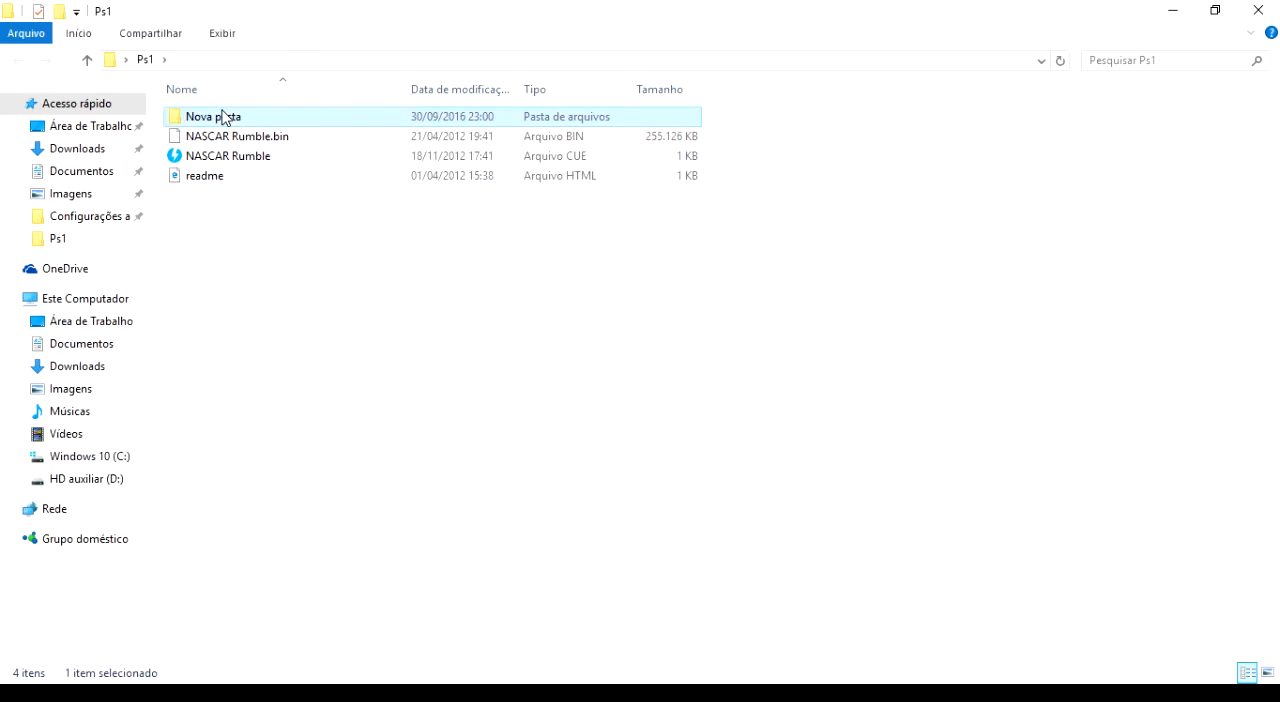 Ps1
Arquivo Início Compartilhar Exibir
Ps1 Pesquisar Ps1
Nome Data de modificaç... Tipo Tamanho
Nova pasta 30/09/2016 23:00 Pasta de arquivos
NASCAR Rumble.bin 21/04/2012 19:41 Arquivo BIN 255.126 KB
NASCAR Rumble 18/11/2012 17:41 Arquivo CUE 1 KB
readme 01/04/2012 15:38 Arquivo HTML 1 KB
Acesso rápido
Área de Trabalhc
Downloads
Documentos
Imagens
Configurações a
Ps1
OneDrive
Este Computador
Área de Trabalho
Documentos
Downloads
Imagens
Músicas
Vídeos
Windows 10 (C:)
HD auxiliar (D:)
Rede
Grupo doméstico
4 itens 1 item selecionado